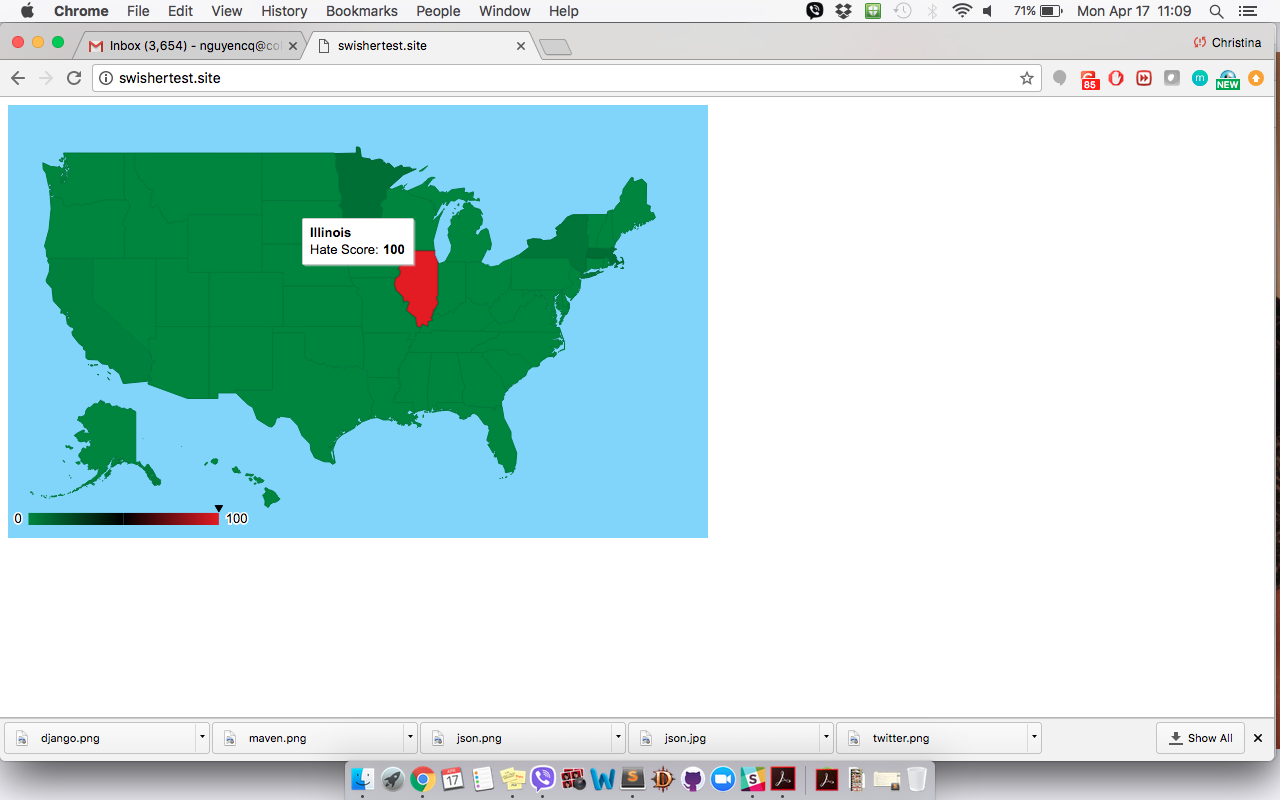 Chrome File Edit View History Bookmarks People Window Help 71% Mon Apr 17 11:09
Inbox (3,654) - nguyencq@co
swishertest.site
Christina
swishertest.site
85
m
NEW
Illinois
Hate Score: 100
0
100
django.png
maven.png
json.png
json.jpg
twitter.png
Show All
APR
17
W
S
D
S